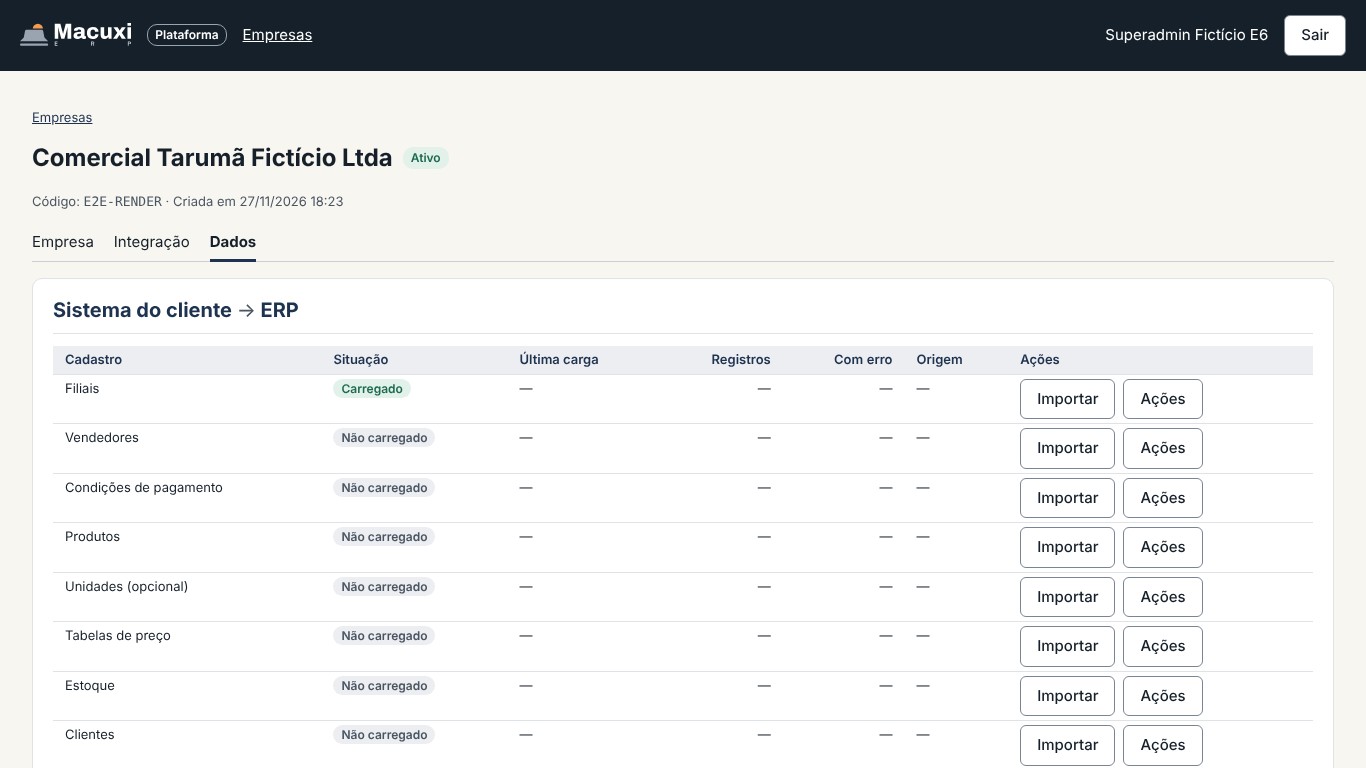 Macuxi
E R P
Plataforma
Empresas
Superadmin Fictício E6
Sair
Empresas
Comercial Tarumã Fictício Ltda
Ativo
Código: E2E-RENDER · Criada em 27/11/2026 18:23
Empresa Integração Dados
Sistema do cliente → ERP
Cadastro Situação Última carga Registros Com erro Origem Ações
Filiais Carregado — — — — Importar Ações
Vendedores Não carregado — — — — Importar Ações
Condições de pagamento Não carregado — — — — Importar Ações
Produtos Não carregado — — — — Importar Ações
Unidades (opcional) Não carregado — — — — Importar Ações
Tabelas de preço Não carregado — — — — Importar Ações
Estoque Não carregado — — — — Importar Ações
Clientes Não carregado — — — — Importar Ações